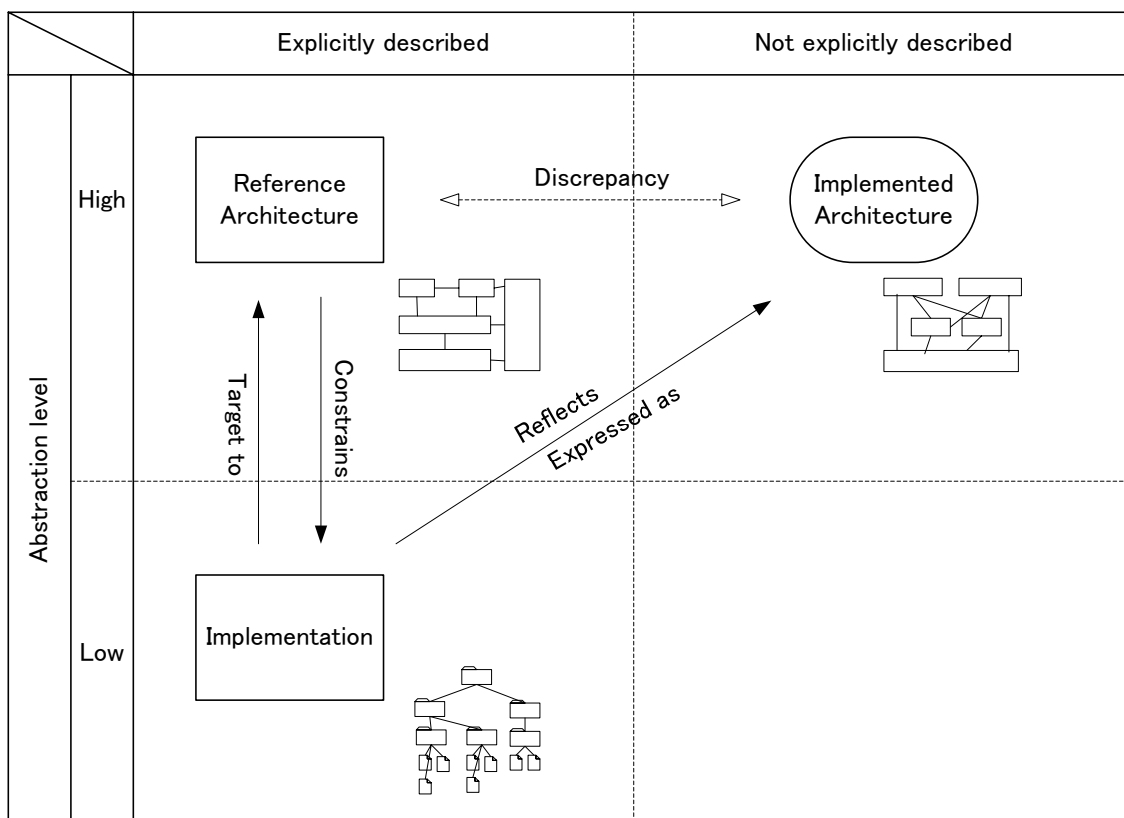 Explicitly described
Not explicitly described
Abstraction level
High
Reference
Architecture
Discrepancy
Implemented
Architecture
Target to
Constrains
Reflects
Expressed as
Low
Implementation